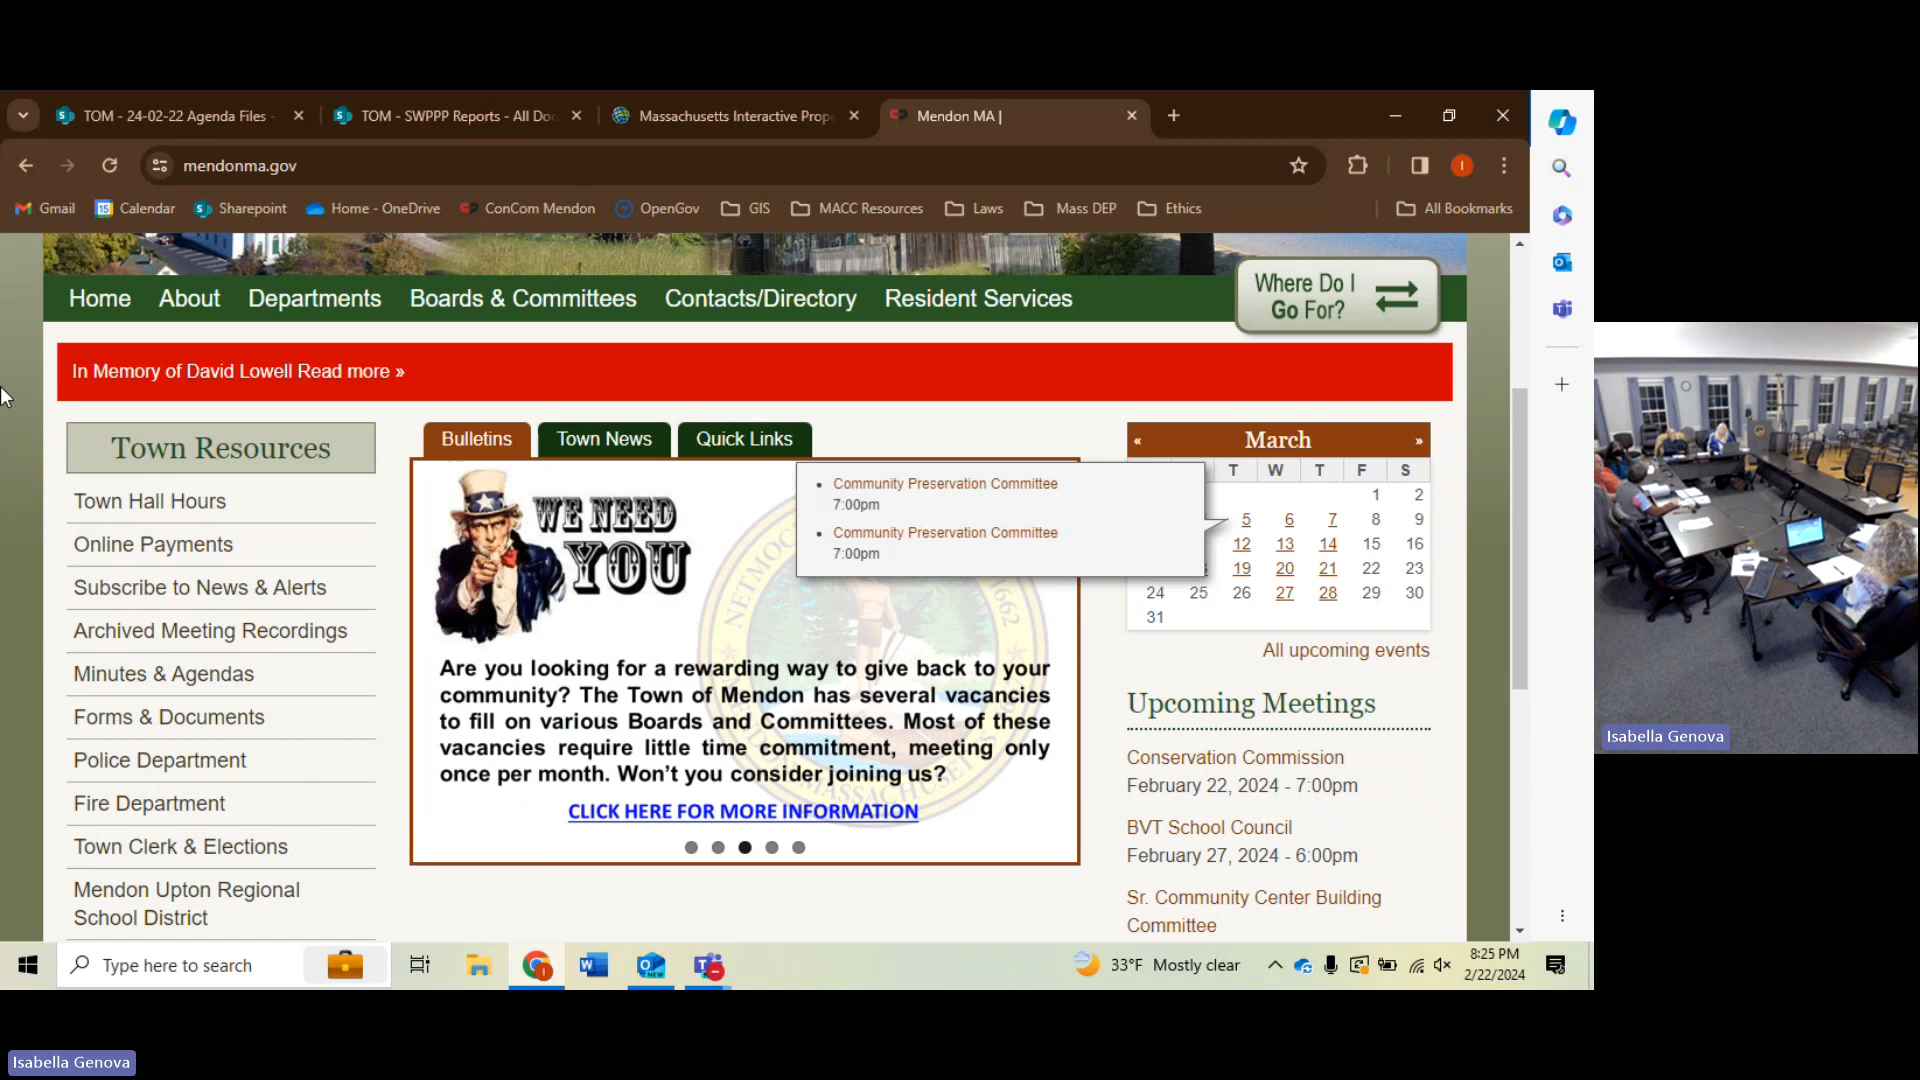 TOM - 24-02-22 Agenda Files -
TOM - SWPPP Reports - All Doc
Massachusetts Interactive Prope
Mendon MA |
mendonma.gov
Gmail
Calendar
Sharepoint
Home - OneDrive
ConCom Mendon
OpenGov
GIS
MACC Resources
Laws
Mass DEP
Ethics
All Bookmarks
Home
About
Departments
Boards & Committees
Contacts/Directory
Resident Services
Where Do I
Go For?
In Memory of David Lowell Read more »
Town Resources
Town Hall Hours
Online Payments
Subscribe to News & Alerts
Archived Meeting Recordings
Minutes & Agendas
Forms & Documents
Police Department
Fire Department
Town Clerk & Elections
Mendon Upton Regional
School District
Bulletins
Town News
Quick Links
WE NEED
YOU
Are you looking for a rewarding way to give back to your
community? The Town of Mendon has several vacancies
to fill on various Boards and Committees. Most of these
vacancies require little time commitment, meeting only
once per month. Won't you consider joining us?
CLICK HERE FOR MORE INFORMATION
Community Preservation Committee
7:00pm
Community Preservation Committee
7:00pm
« March »
T W T F S
1 2
5 6 7 8 9
12 13 14 15 16
19 20 21 22 23
24 25 26 27 28 29 30
31
All upcoming events
Upcoming Meetings
Conservation Commission
February 22, 2024 - 7:00pm
BVT School Council
February 27, 2024 - 6:00pm
Sr. Community Center Building
Committee
Type here to search
33°F Mostly clear
8:25 PM
2/22/2024
Isabella Genova
Isabella Genova